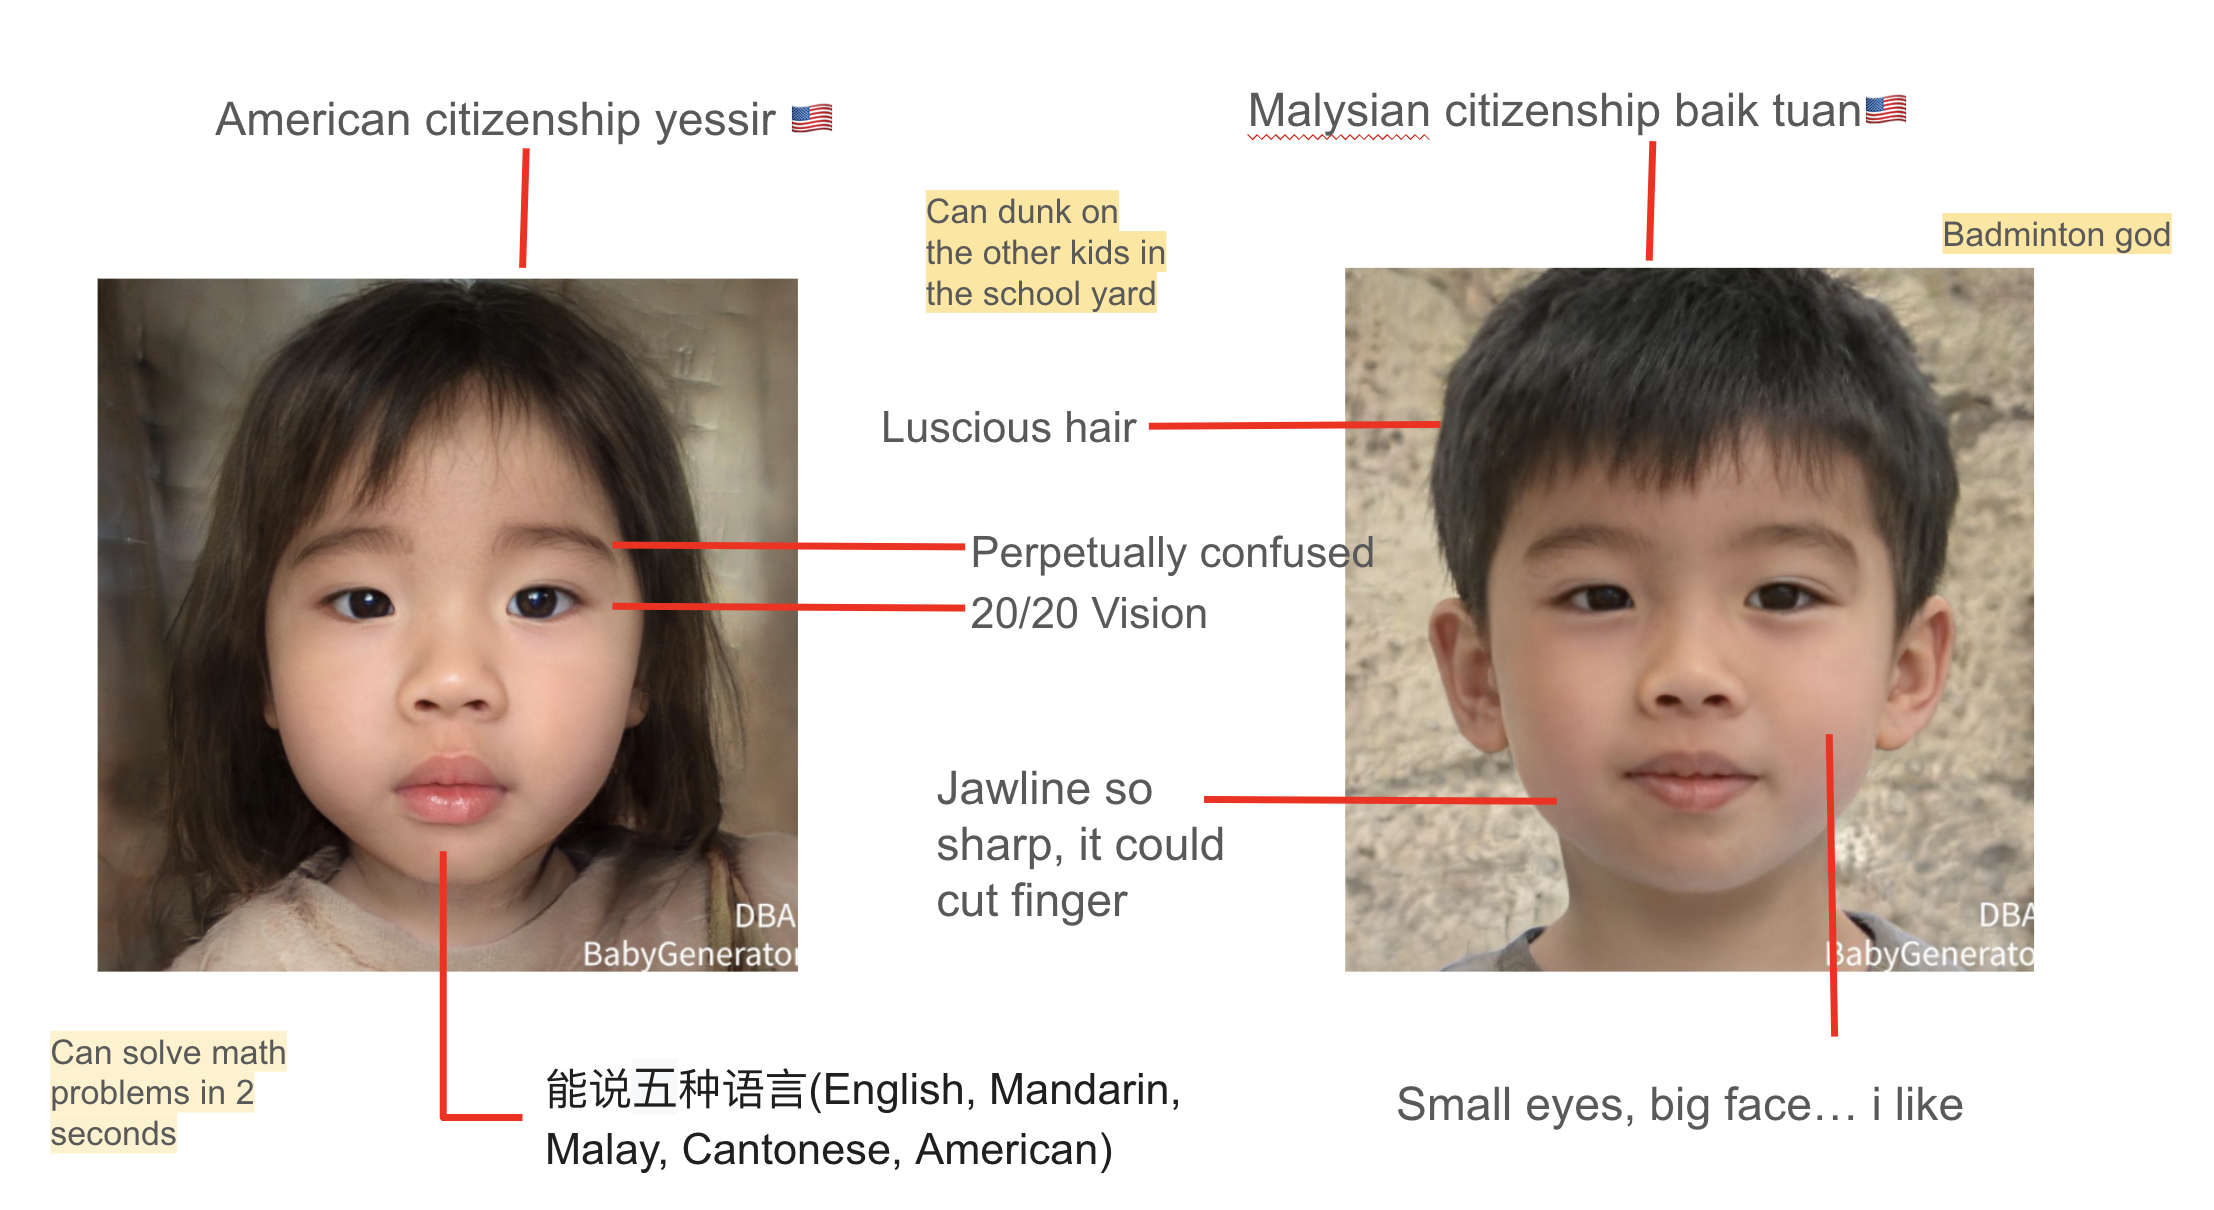 American citizenship yessir 🇺🇸
Malysian citizenship baik tuan🇺🇸
Can dunk on
the other kids in
the school yard
Badminton god
Luscious hair
Perpetually confused
20/20 Vision
Jawline so
sharp, it could
cut finger
DBA
BabyGenerator
DBA
BabyGenerato
Can solve math
problems in 2
seconds
能说五种语言(English, Mandarin,
Malay, Cantonese, American)
Small eyes, big face... i like